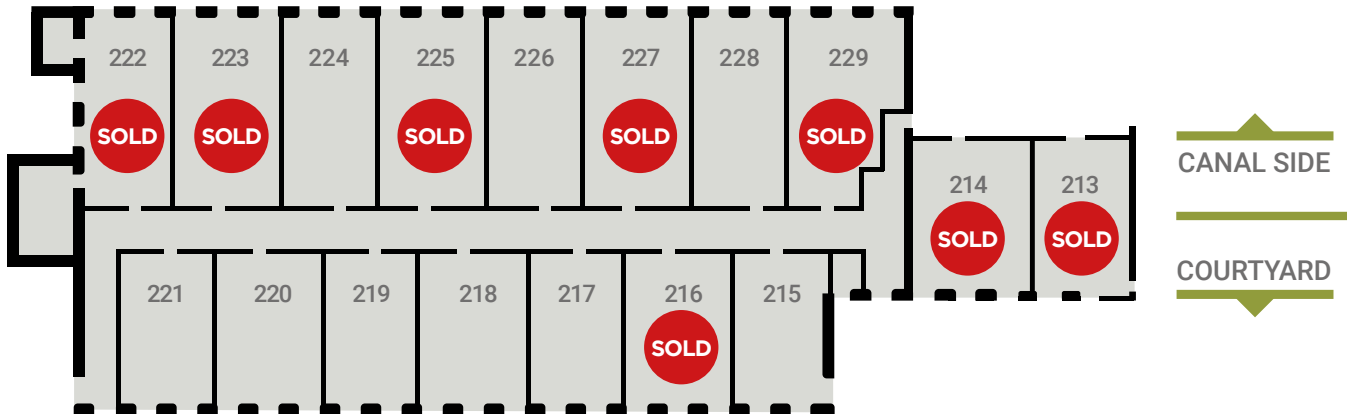 222 223 224 225 226 227 228 229
SOLD SOLD SOLD SOLD SOLD
CANAL SIDE
214 213
SOLD SOLD
COURTYARD
221 220 219 218 217 216 215
SOLD